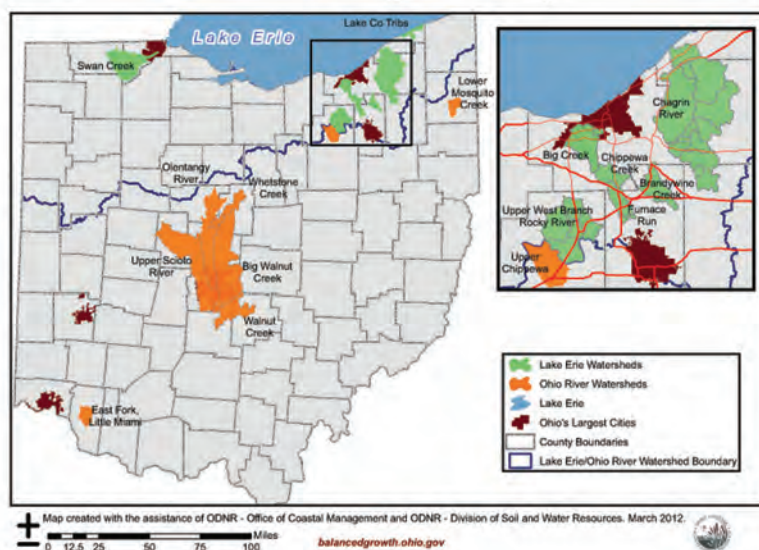 Lake Co Tribs
Lake Erie
Swan Creek
Lower
Mosquito
Creek
Olentangy
River
Whetstone
Creek
Upper Scioto
River
Big Walnut
Creek
Walnut
Creek
East Fork,
Little Miami
Chagrin
River
Big Creek
Chippewa
Creek
Brandywine
Creek
Upper West Branch
Rocky River
Furnace
Run
Upper
Chippewa
Lake Erie Watersheds
Ohio River Watersheds
Lake Erie
Ohio's Largest Cities
County Boundaries
Lake Erie/Ohio River Watershed Boundary
Map created with the assistance of ODNR - Office of Coastal Management and ODNR - Division of Soil and Water Resources. March 2012.
Miles
0 12.5 25 50 75 100
balancedgrowth.ohio.gov